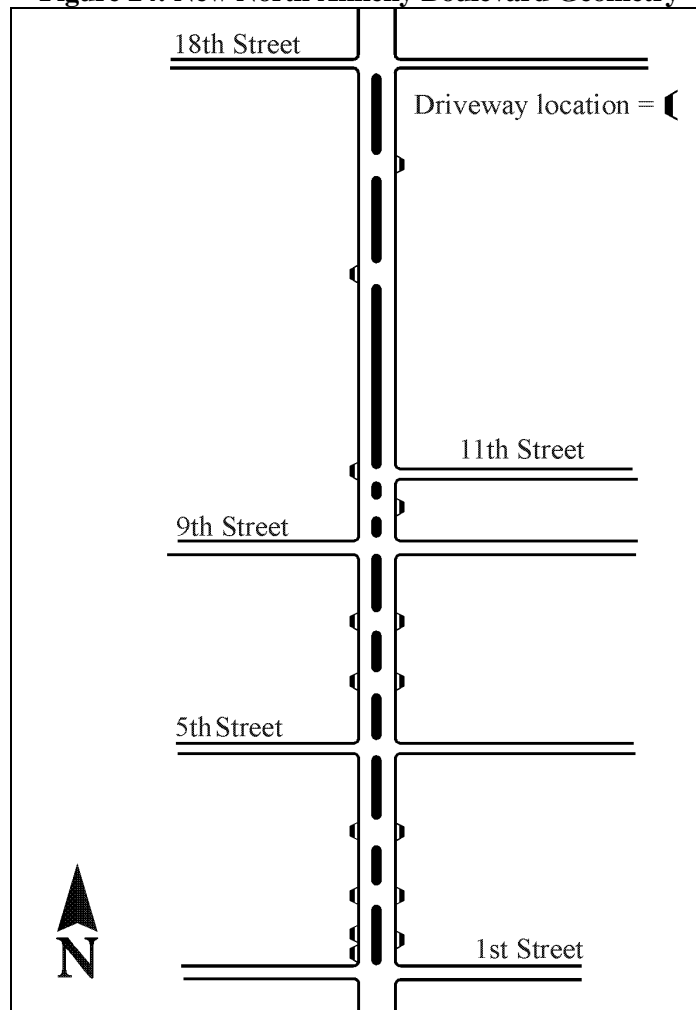 18th Street
Driveway location =
11th Street
9th Street
5th Street
1st Street
N